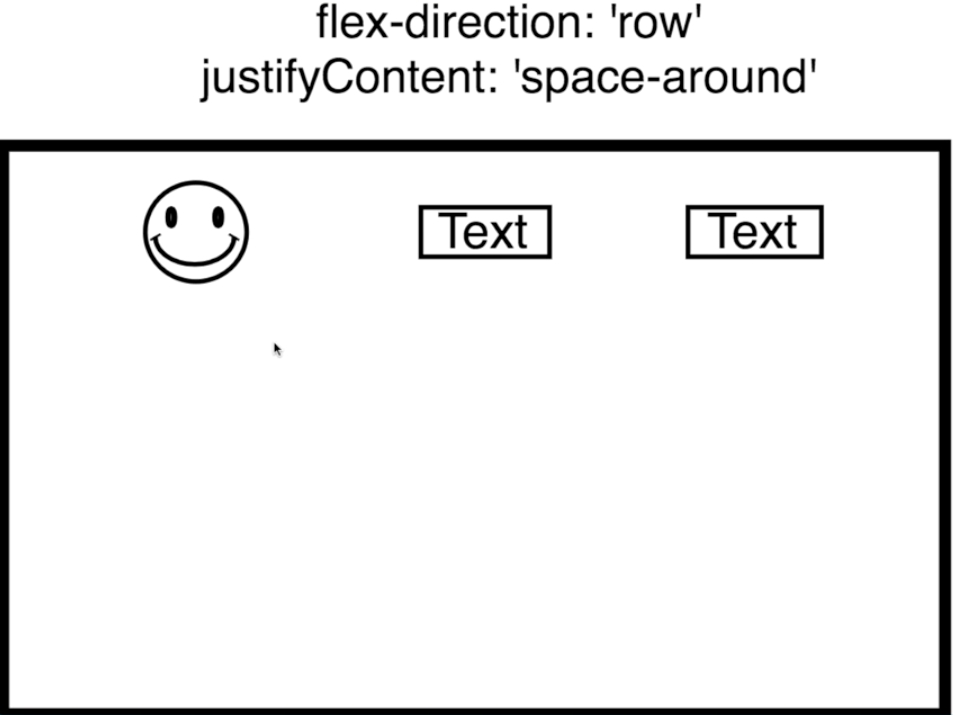 flex-direction: 'row'
justifyContent: 'space-around'
Text Text